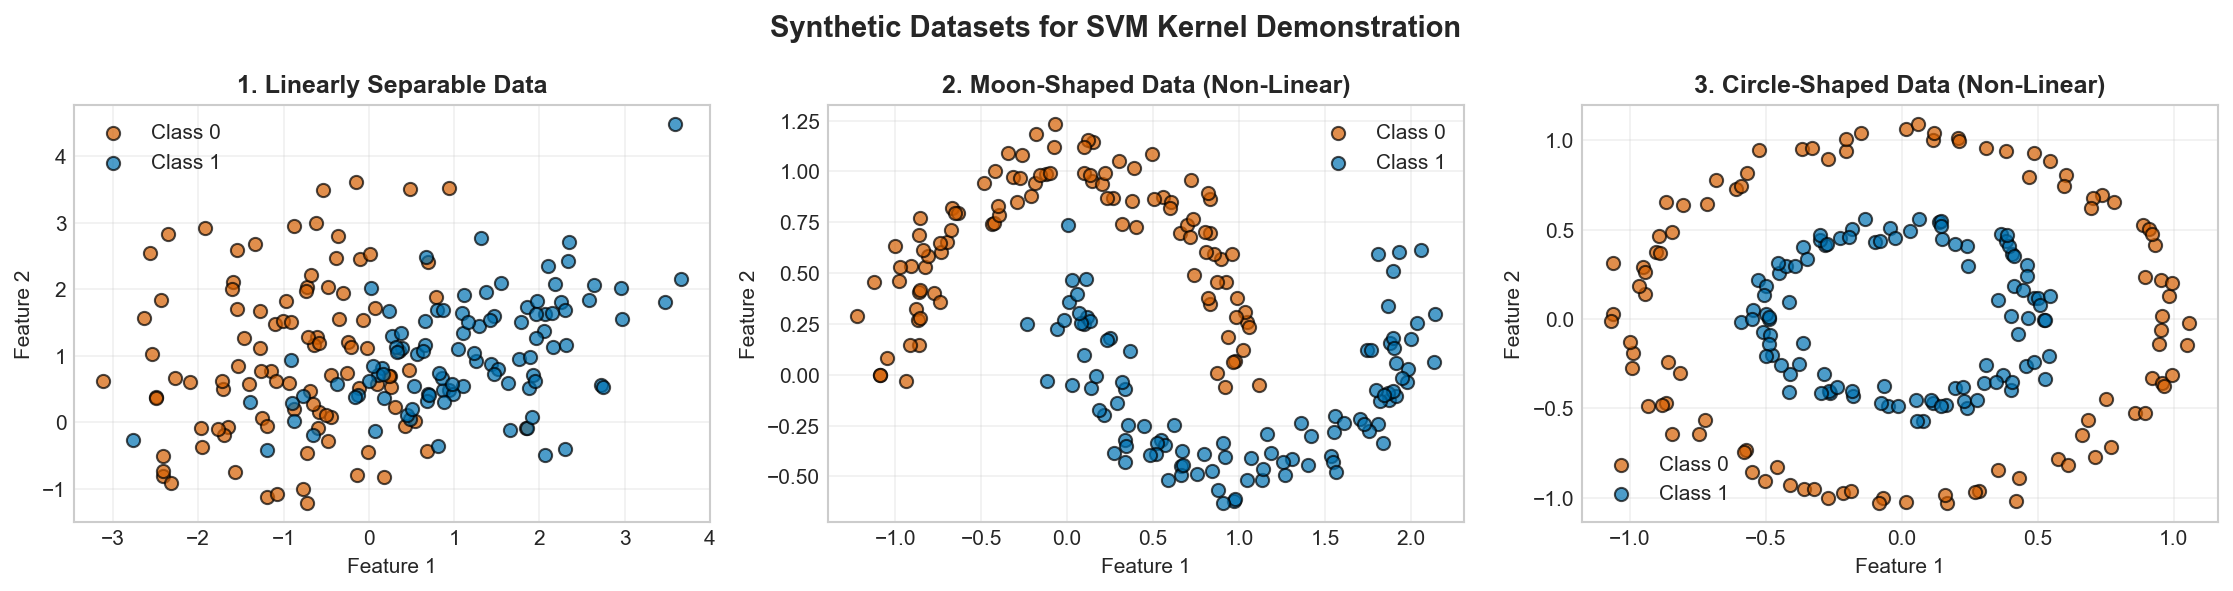 Synthetic Datasets for SVM Kernel Demonstration
1. Linearly Separable Data
Class 0
Class 1
Feature 2
4
3
2
1
0
−1
−3
−2
−1
0
1
2
3
4
Feature 1
2. Moon-Shaped Data (Non-Linear)
Class 0
Class 1
Feature 2
1.25
1.00
0.75
0.50
0.25
0.00
−0.25
−0.50
−1.0
−0.5
0.0
0.5
1.0
1.5
2.0
Feature 1
3. Circle-Shaped Data (Non-Linear)
Feature 2
1.0
0.5
0.0
−0.5
−1.0
Class 0
Class 1
−1.0
−0.5
0.0
0.5
1.0
Feature 1